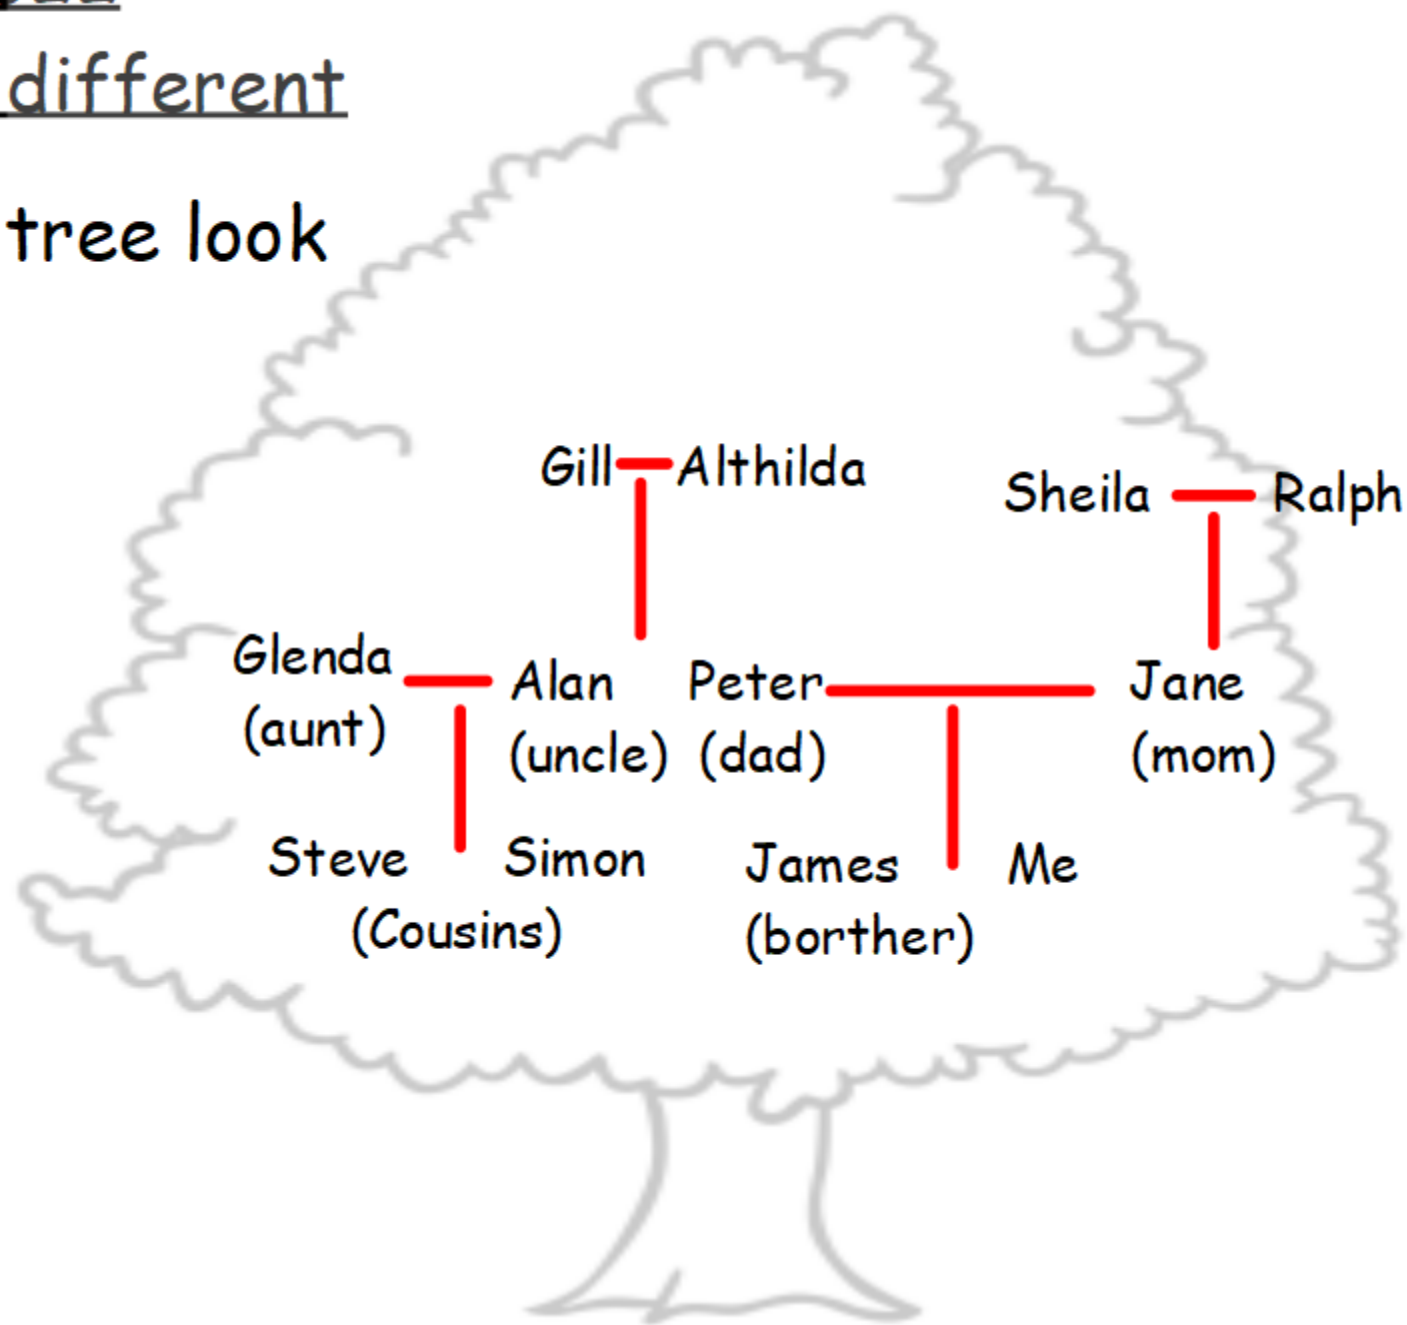 different
tree look
Gill Althilda
Sheila Ralph
Glenda Alan Peter Jane
(aunt) (uncle) (dad) (mom)
Steve Simon James Me
(Cousins) (borther)